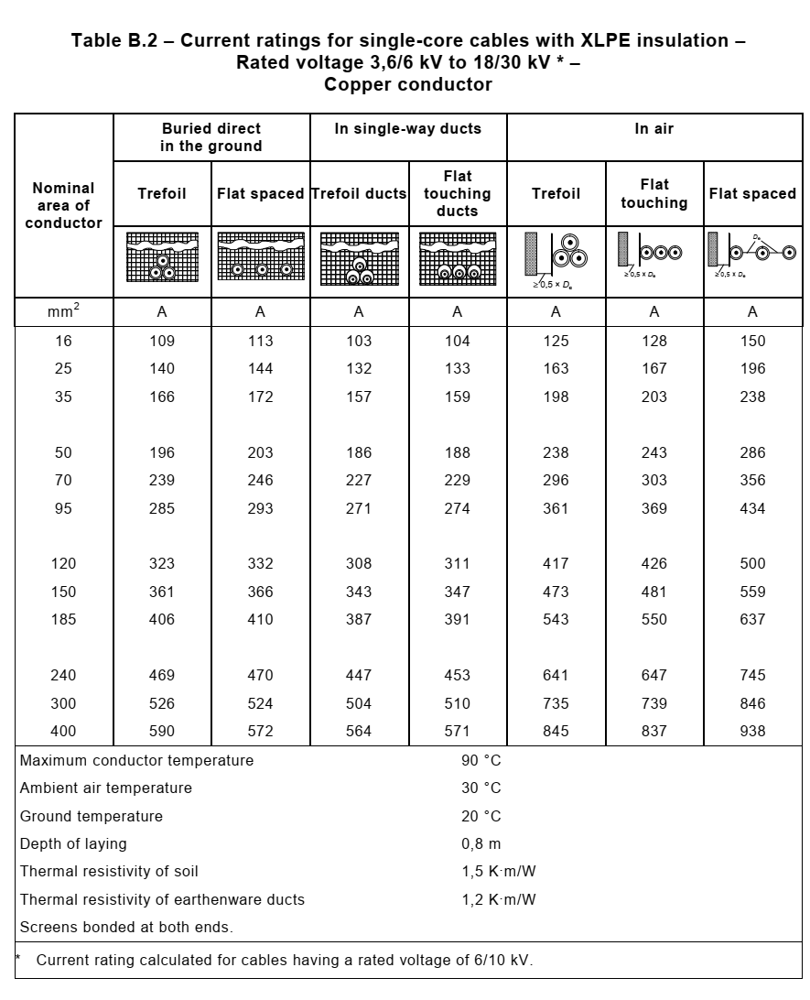 Table B.2 – Current ratings for single-core cables with XLPE insulation –
Rated voltage 3,6/6 kV to 18/30 kV * –
Copper conductor
Nominal area of conductor Buried direct in the ground In single-way ducts In air
Trefoil Flat spaced Trefoil ducts Flat touching ducts Trefoil Flat touching Flat spaced
≥ 0,5 × De ≥ 0,5 × De De ≥ 0,5 × De
mm2 A A A A A A A
16 109 113 103 104 125 128 150
25 140 144 132 133 163 167 196
35 166 172 157 159 198 203 238
50 196 203 186 188 238 243 286
70 239 246 227 229 296 303 356
95 285 293 271 274 361 369 434
120 323 332 308 311 417 426 500
150 361 366 343 347 473 481 559
185 406 410 387 391 543 550 637
240 469 470 447 453 641 647 745
300 526 524 504 510 735 739 846
400 590 572 564 571 845 837 938
Maximum conductor temperature 90 °C
Ambient air temperature 30 °C
Ground temperature 20 °C
Depth of laying 0,8 m
Thermal resistivity of soil 1,5 K·m/W
Thermal resistivity of earthenware ducts 1,2 K·m/W
Screens bonded at both ends.
* Current rating calculated for cables having a rated voltage of 6/10 kV.